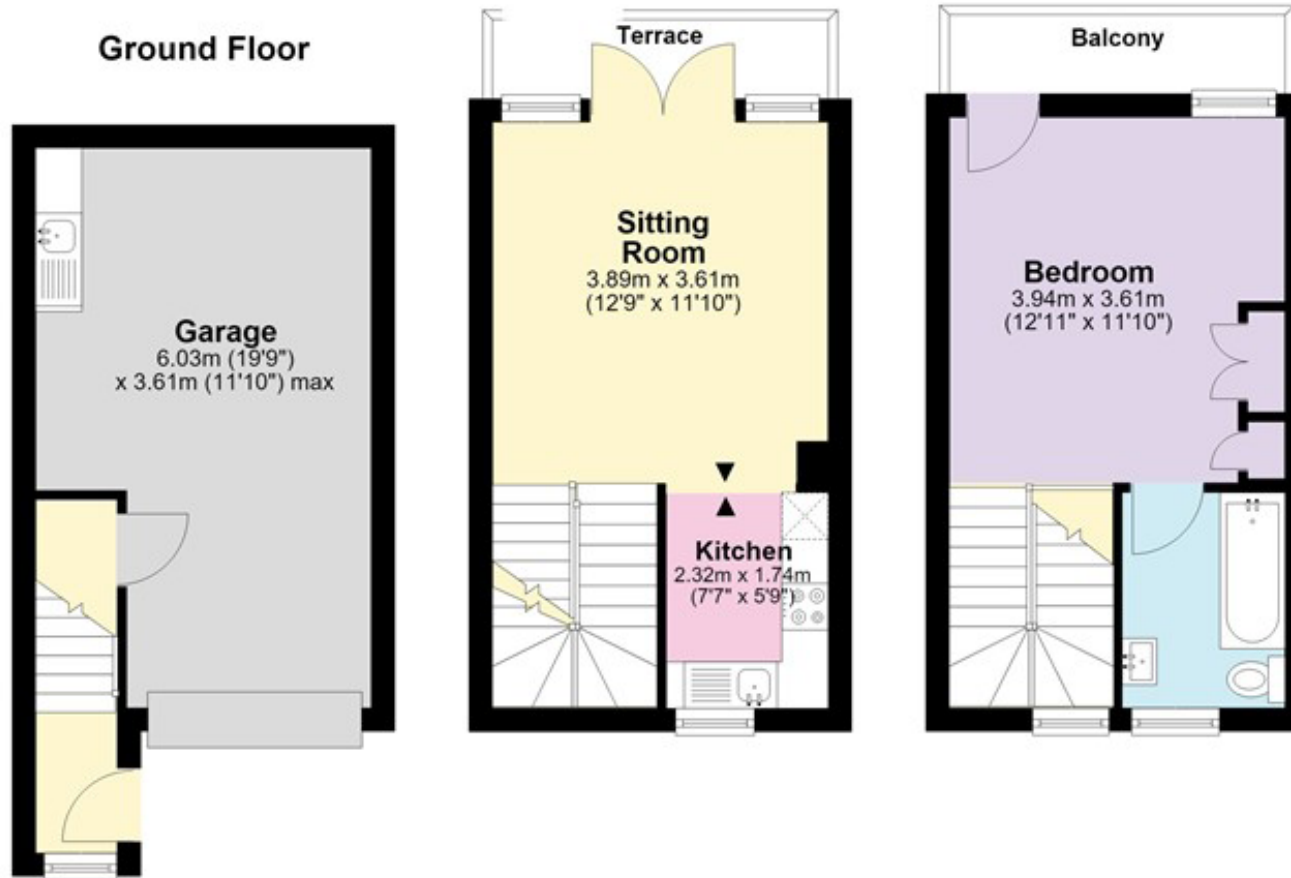 Ground Floor
Garage
6.03m (19'9")
x 3.61m (11'10") max
Terrace
Sitting
Room
3.89m x 3.61m
(12'9" x 11'10")
Kitchen
2.32m x 1.74m
(7'7" x 5'9")
Balcony
Bedroom
3.94m x 3.61m
(12'11" x 11'10")